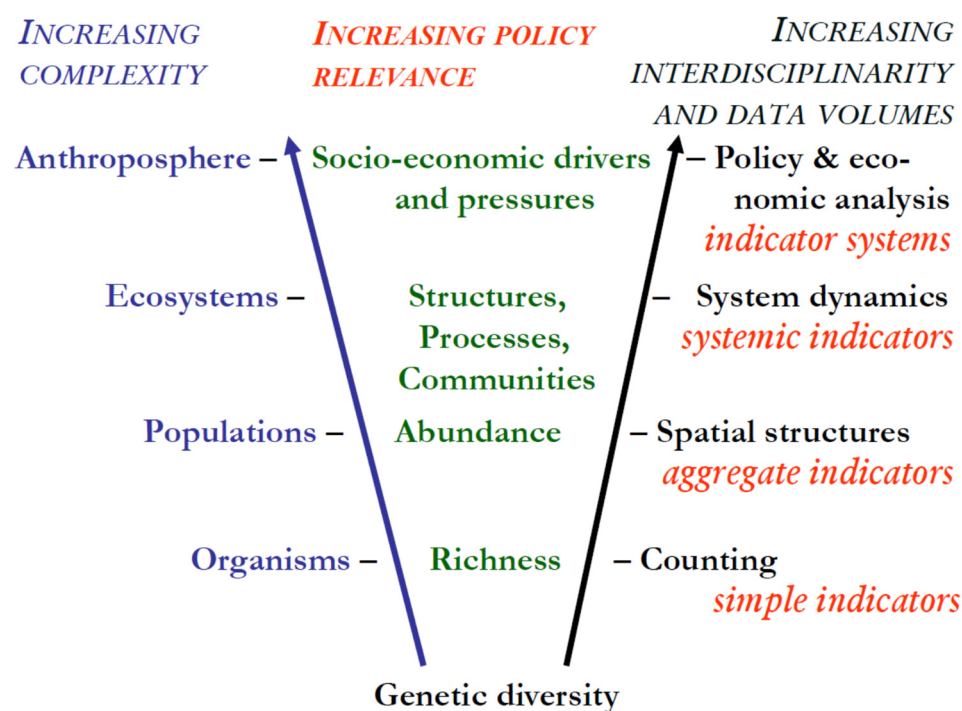 INCREASING COMPLEXITY
INCREASING POLICY RELEVANCE
INCREASING INTERDISCIPLINARITY AND DATA VOLUMES
Anthroposphere –
Socio-economic drivers
and pressures
– Policy & eco-
nomic analysis
indicator systems
Ecosystems –
Structures,
Processes,
Communities
– System dynamics
systemic indicators
Populations –
Abundance
– Spatial structures
aggregate indicators
Organisms –
Richness
– Counting
simple indicators
Genetic diversity